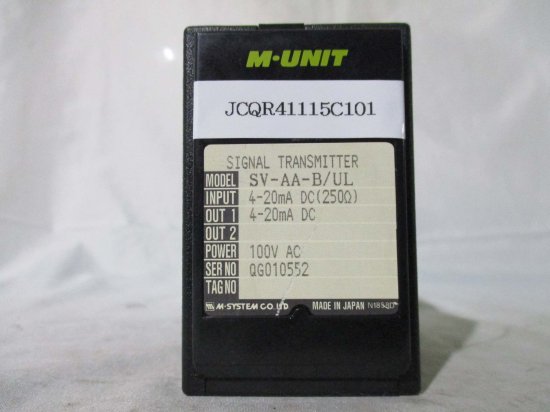 M·UNIT
JCQR41115C101
SIGNAL TRANSMITTER
MODEL SV-AA-B/UL
INPUT 4-20mA DC(250Ω)
OUT 1 4-20mA DC
OUT 2
POWER 100V AC
SER NO QG010552
TAG NO
M-SYSTEM CO.,LTD. MADE IN JAPAN